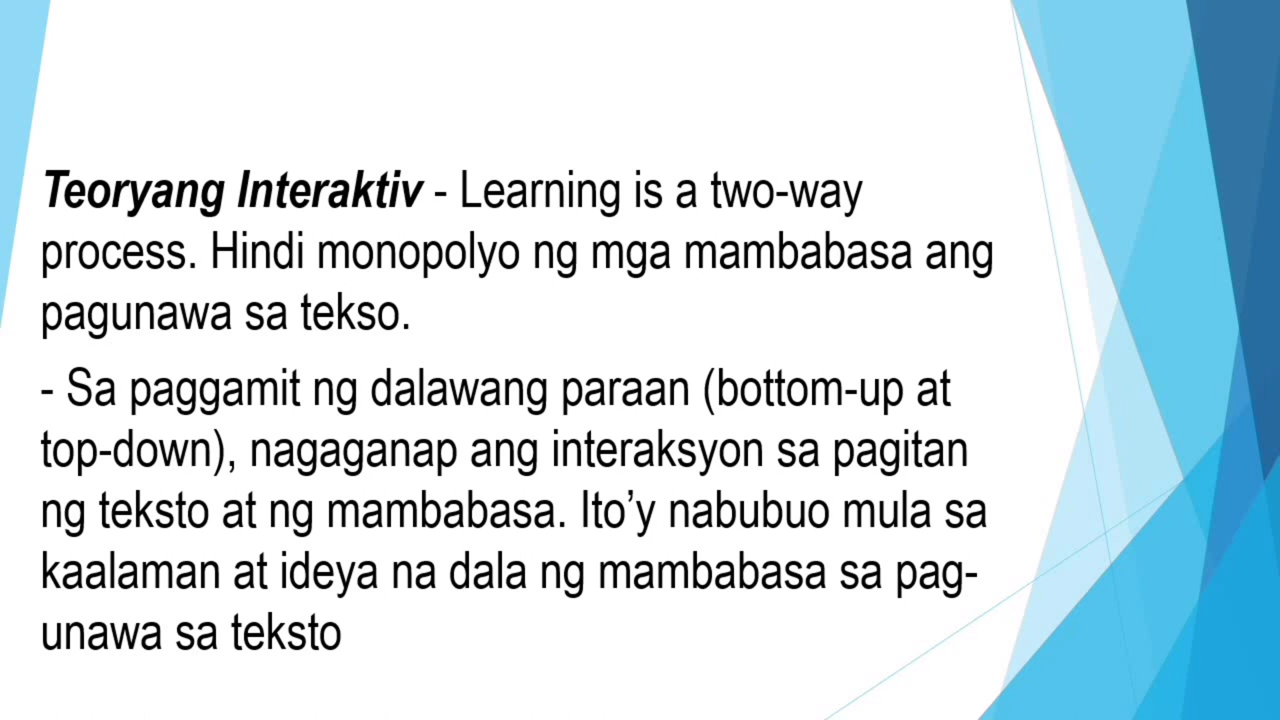 Teoryang Interaktiv - Learning is a two-way
process. Hindi monopolyo ng mga mambabasa ang
pagunawa sa tekso.
- Sa paggamit ng dalawang paraan (bottom-up at
top-down), nagaganap ang interaksyon sa pagitan
ng teksto at ng mambabasa. Ito’y nabubuo mula sa
kaalaman at ideya na dala ng mambabasa sa pag-
unawa sa teksto